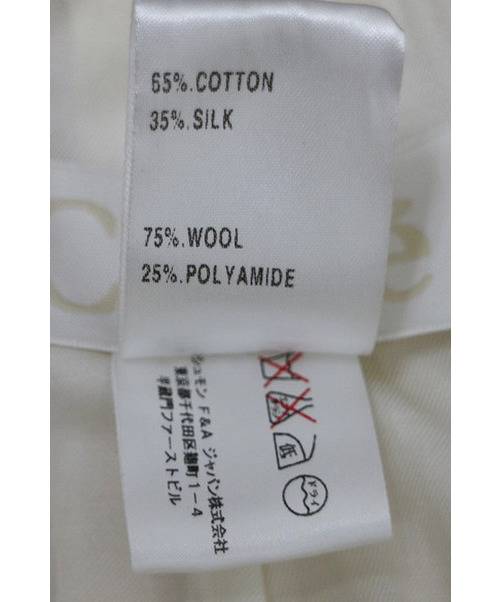 65%.COTTON
35%.SILK
75%.WOOL
25%.POLYAMIDE
シュモン F&A ジャパン株式会社
東京都千代田区麹町1-4
半蔵門ファーストビル
低
ドライ